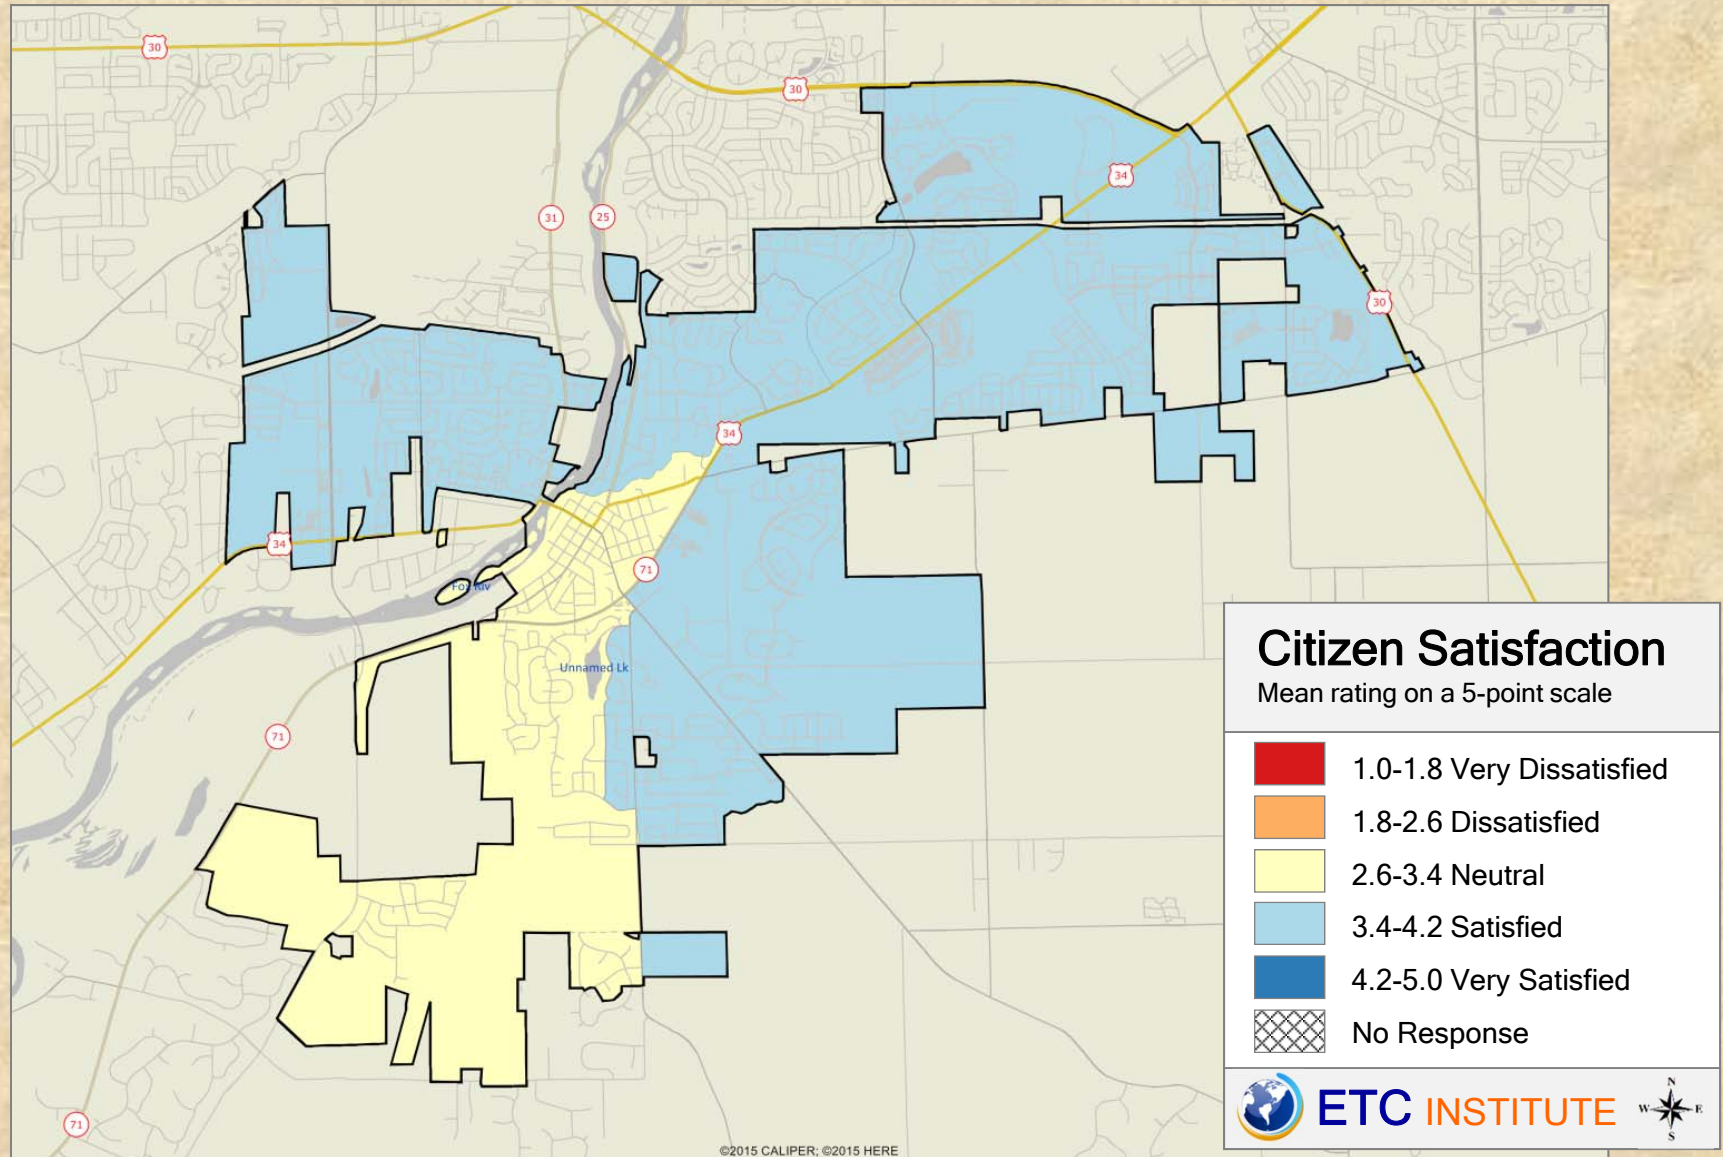 30
30
34
31
25
30
34
34
71
Fox Riv
Unnamed Lk
71
71
Citizen Satisfaction
Mean rating on a 5-point scale
1.0-1.8 Very Dissatisfied
1.8-2.6 Dissatisfied
2.6-3.4 Neutral
3.4-4.2 Satisfied
4.2-5.0 Very Satisfied
No Response
ETC INSTITUTE
N
W E
S
©2015 CALIPER; ©2015 HERE